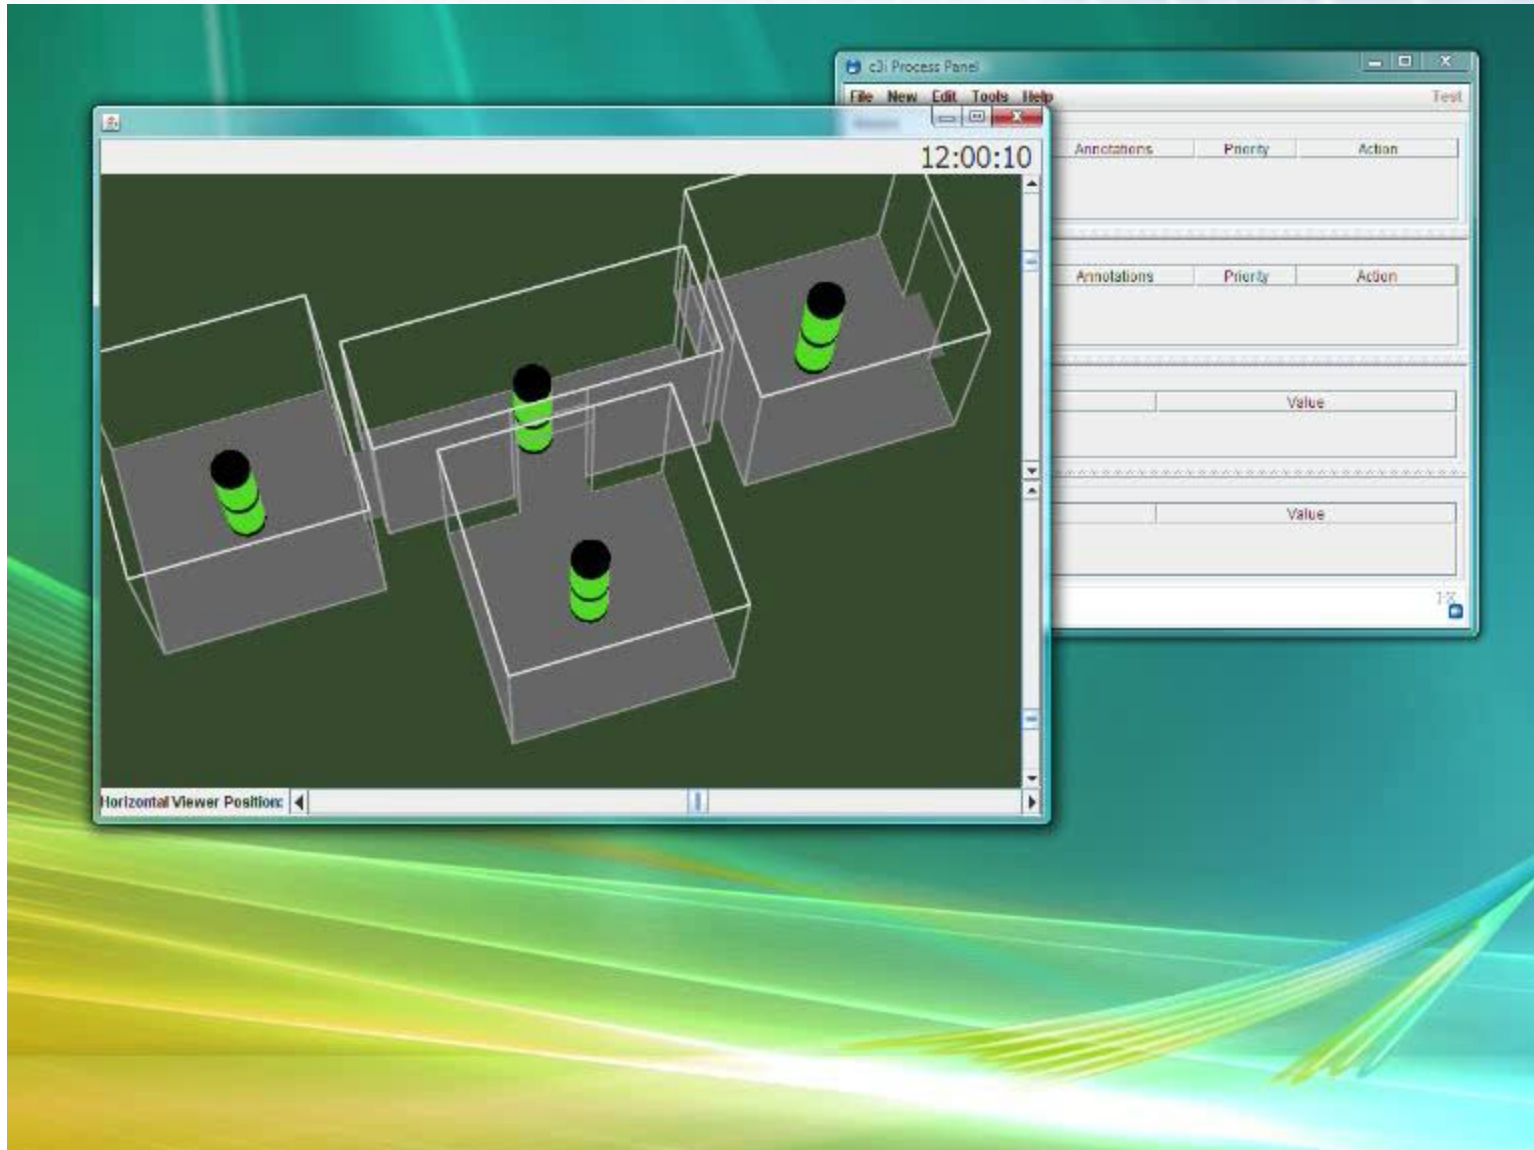 c3i Process Panel
File New Edit Tools Help Test
12:00:10
Annotations Priority Action
Annotations Priority Action
Value
Value
I-X
Horizontal Viewer Position: